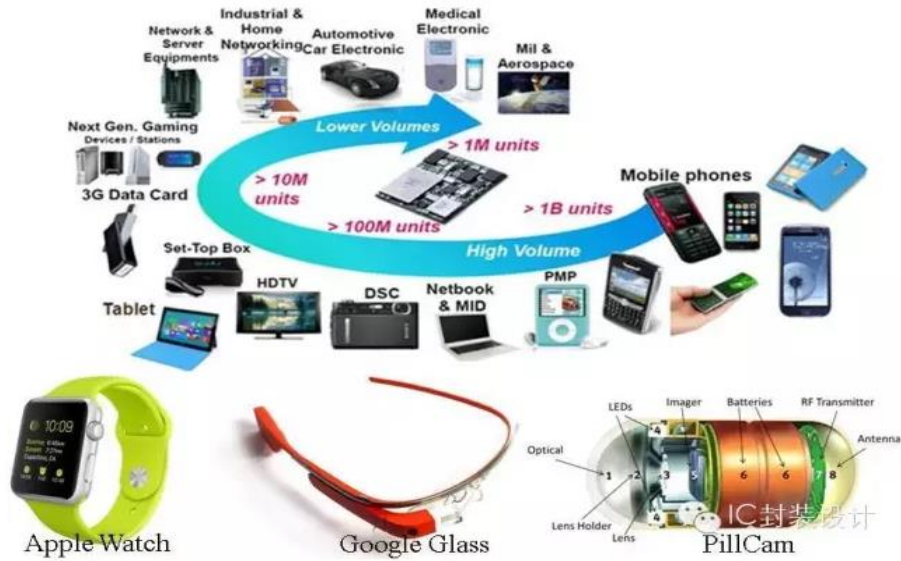 Industrial &
Home
Networking
Medical
Electronic
Network &
Server
Equipments
Automotive
Car Electronic
Mil &
Aerospace
Lower Volumes
Next Gen. Gaming
Devices / Stations
> 1M units
3G Data Card
> 10M
units
Mobile phones
> 1B units
> 100M units
High Volume
Set-Top Box
HDTV
DSC
Netbook
& MID
PMP
Tablet
10:09
LEDs
Imager
Batteries
RF Transmitter
Optical
Antenna
4
1
2
3
5
6
6
7
8
4
Lens Holder
Lens
IC封装设计
Apple Watch
Google Glass
PillCam